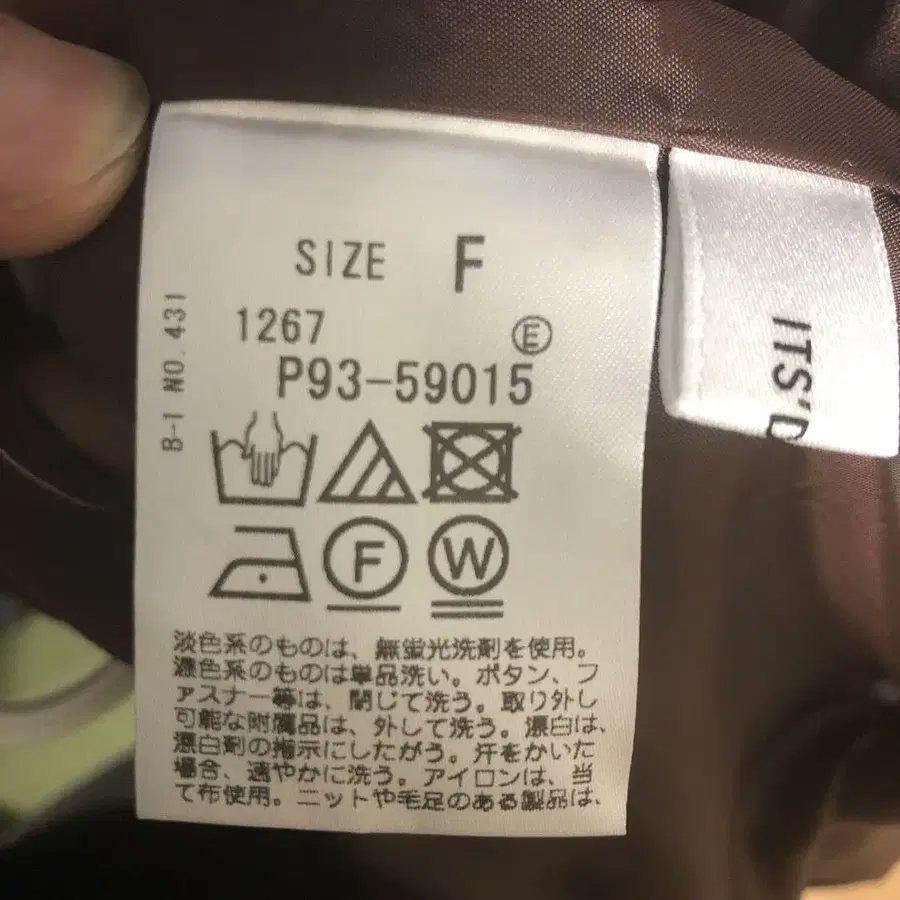 SIZE F
1267 Ⓔ
P93-59015
B-1 NO. 431
F W
淡色系のものは、無蛍光洗剤を使用。
濃色系のものは単品洗い。ボタン、フ
ァスナー等は、閉じて洗う。取り外し
可能な附属品は、外して洗う。漂白は、
漂白剤の指示にしたがう。汗をかいた
場合、速やかに洗う。アイロンは、当
て布使用。ニットや毛足のある製品は、
ITS'D